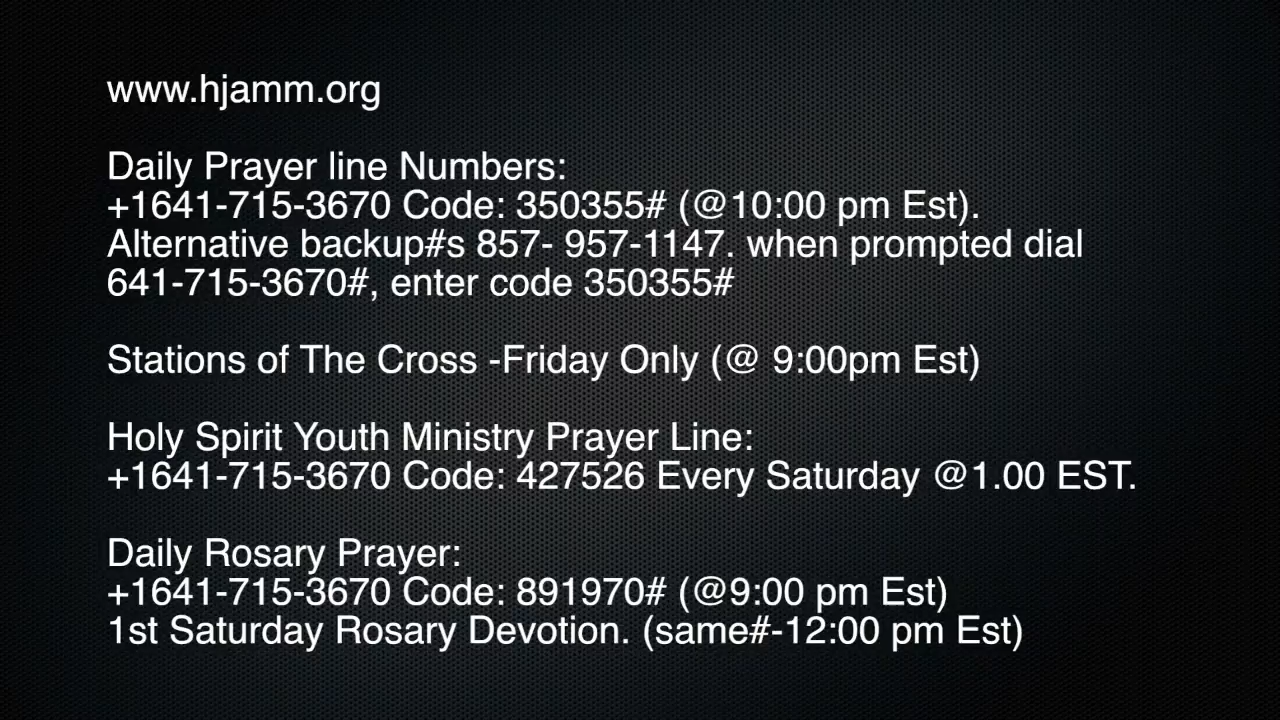 www.hjamm.org
Daily Prayer line Numbers:
+1641-715-3670 Code: 350355# (@10:00 pm Est).
Alternative backup#s 857- 957-1147. when prompted dial
641-715-3670#, enter code 350355#
Stations of The Cross -Friday Only (@ 9:00pm Est)
Holy Spirit Youth Ministry Prayer Line:
+1641-715-3670 Code: 427526 Every Saturday @1.00 EST.
Daily Rosary Prayer:
+1641-715-3670 Code: 891970# (@9:00 pm Est)
1st Saturday Rosary Devotion. (same#-12:00 pm Est)